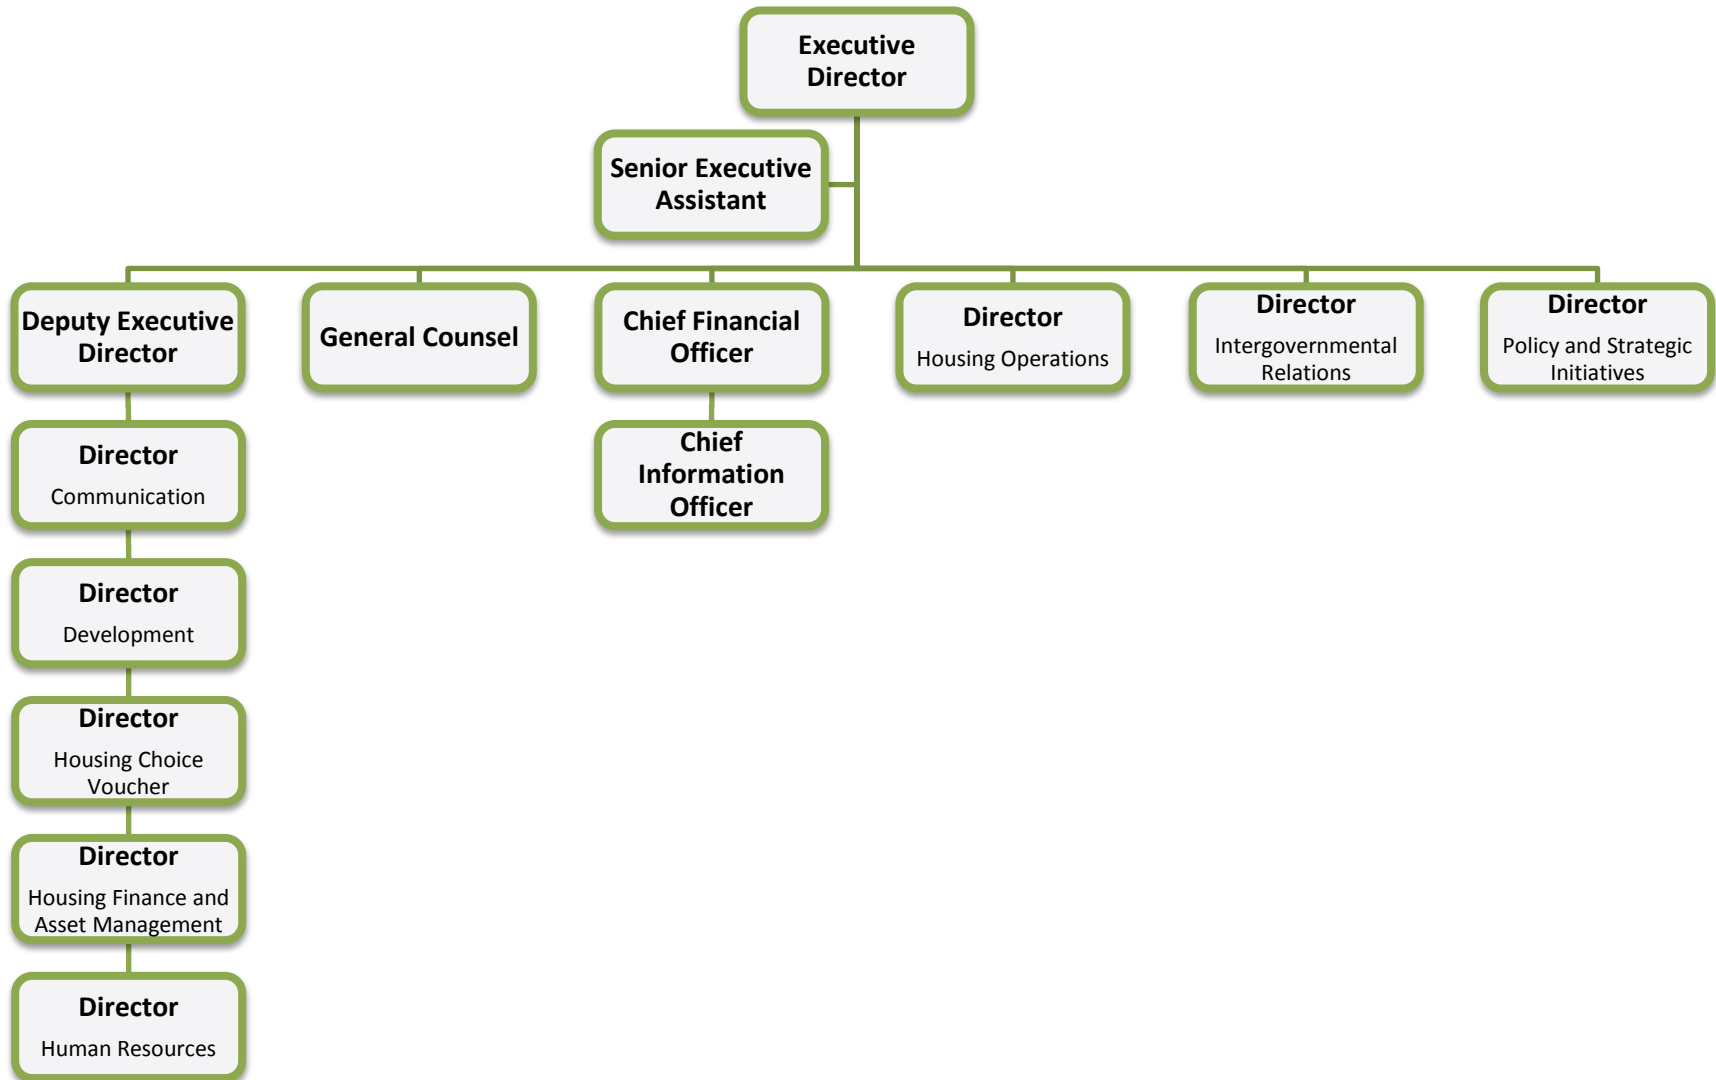 Executive
Director
Senior Executive
Assistant
Deputy Executive
Director
General Counsel
Chief Financial
Officer
Director
Housing Operations
Director
Intergovernmental
Relations
Director
Policy and Strategic
Initiatives
Director
Communication
Chief
Information
Officer
Director
Development
Director
Housing Choice
Voucher
Director
Housing Finance and
Asset Management
Director
Human Resources